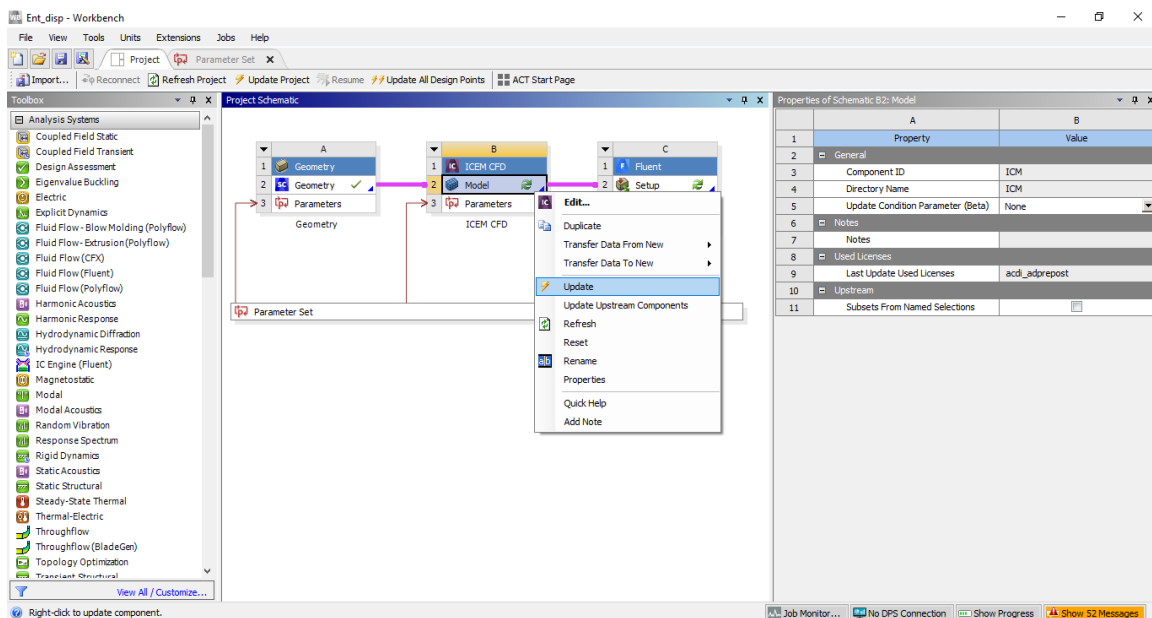 Ent_disp - Workbench
File View Tools Units Extensions Jobs Help
Project Parameter Set
Import... Reconnect Refresh Project Update Project Resume Update All Design Points ACT Start Page
Toolbox
Analysis Systems
Coupled Field Static
Coupled Field Transient
Design Assessment
Eigenvalue Buckling
Electric
Explicit Dynamics
Fluid Flow - Blow Molding (Polyflow)
Fluid Flow - Extrusion (Polyflow)
Fluid Flow (CFX)
Fluid Flow (Fluent)
Fluid Flow (Polyflow)
Harmonic Acoustics
Harmonic Response
Hydrodynamic Diffraction
Hydrodynamic Response
IC Engine (Fluent)
Magnetostatic
Modal
Modal Acoustics
Random Vibration
Response Spectrum
Rigid Dynamics
Static Acoustics
Static Structural
Steady-State Thermal
Thermal-Electric
Throughflow
Throughflow (BladeGen)
Topology Optimization
Transient Structural
View All / Customize...
Project Schematic
A
1 Geometry
2 Geometry
3 Parameters
Geometry
B
1 ICEM CFD
2 Model
3 Parameters
ICEM CFD
C
1 Fluent
2 Setup
Parameter Set
Edit...
Duplicate
Transfer Data From New
Transfer Data To New
Update
Update Upstream Components
Refresh
Reset
Rename
Properties
Quick Help
Add Note
Properties of Schematic B2: Model
A B
1 Property Value
2 General
3 Component ID ICM
4 Directory Name ICM
5 Update Condition Parameter (Beta) None
6 Notes
7 Notes
8 Used Licenses
9 Last Update Used Licenses acdi_adprepost
10 Upstream
11 Subsets From Named Selections
Right-click to update component.
Job Monitor... No DPS Connection Show Progress Show 52 Messages